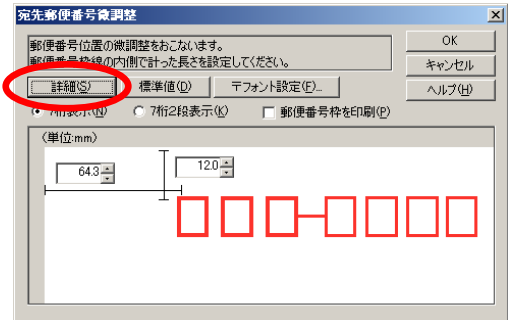 宛先郵便番号微調整
郵便番号位置の微調整をおこないます。
郵便番号枠線の内側で計った長さを設定してください。
OK
キャンセル
ヘルプ(H)
詳細(S)
標準値(D)
フォント設定(F)...
7桁表示(N)
7桁2段表示(K)
郵便番号枠を印刷(P)
(単位:mm)
64.3
12.0